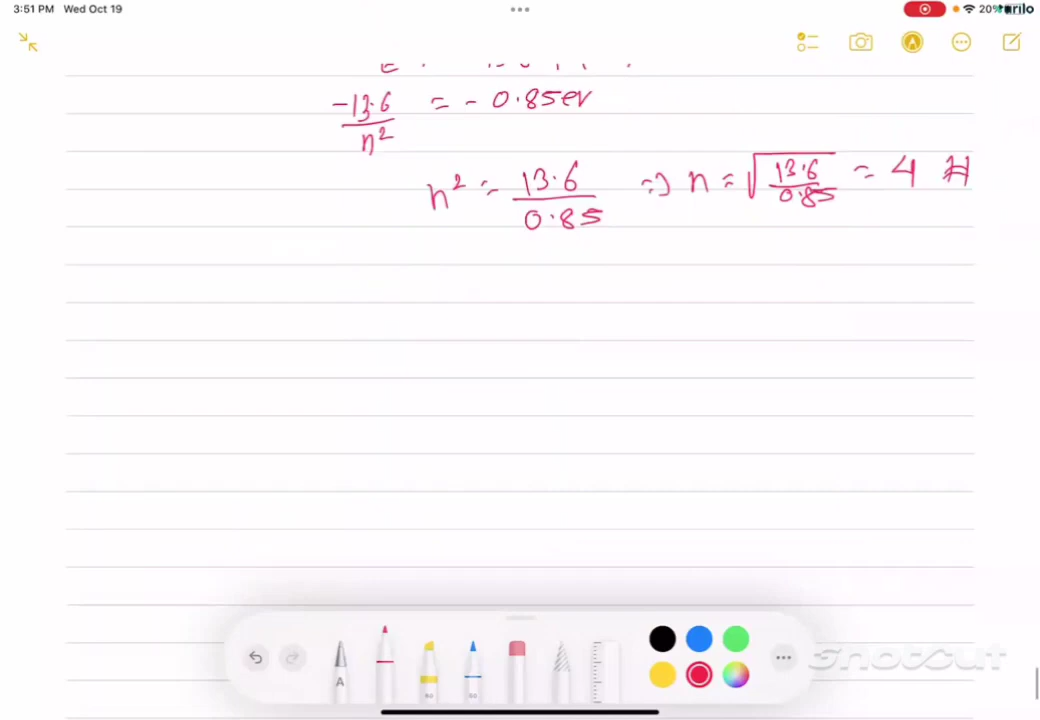 3:51 PM Wed Oct 19
20%
-13.6/n² = - 0.85ev
n² = 13.6/0.85 => n = √(13.6/0.85) = 4
A